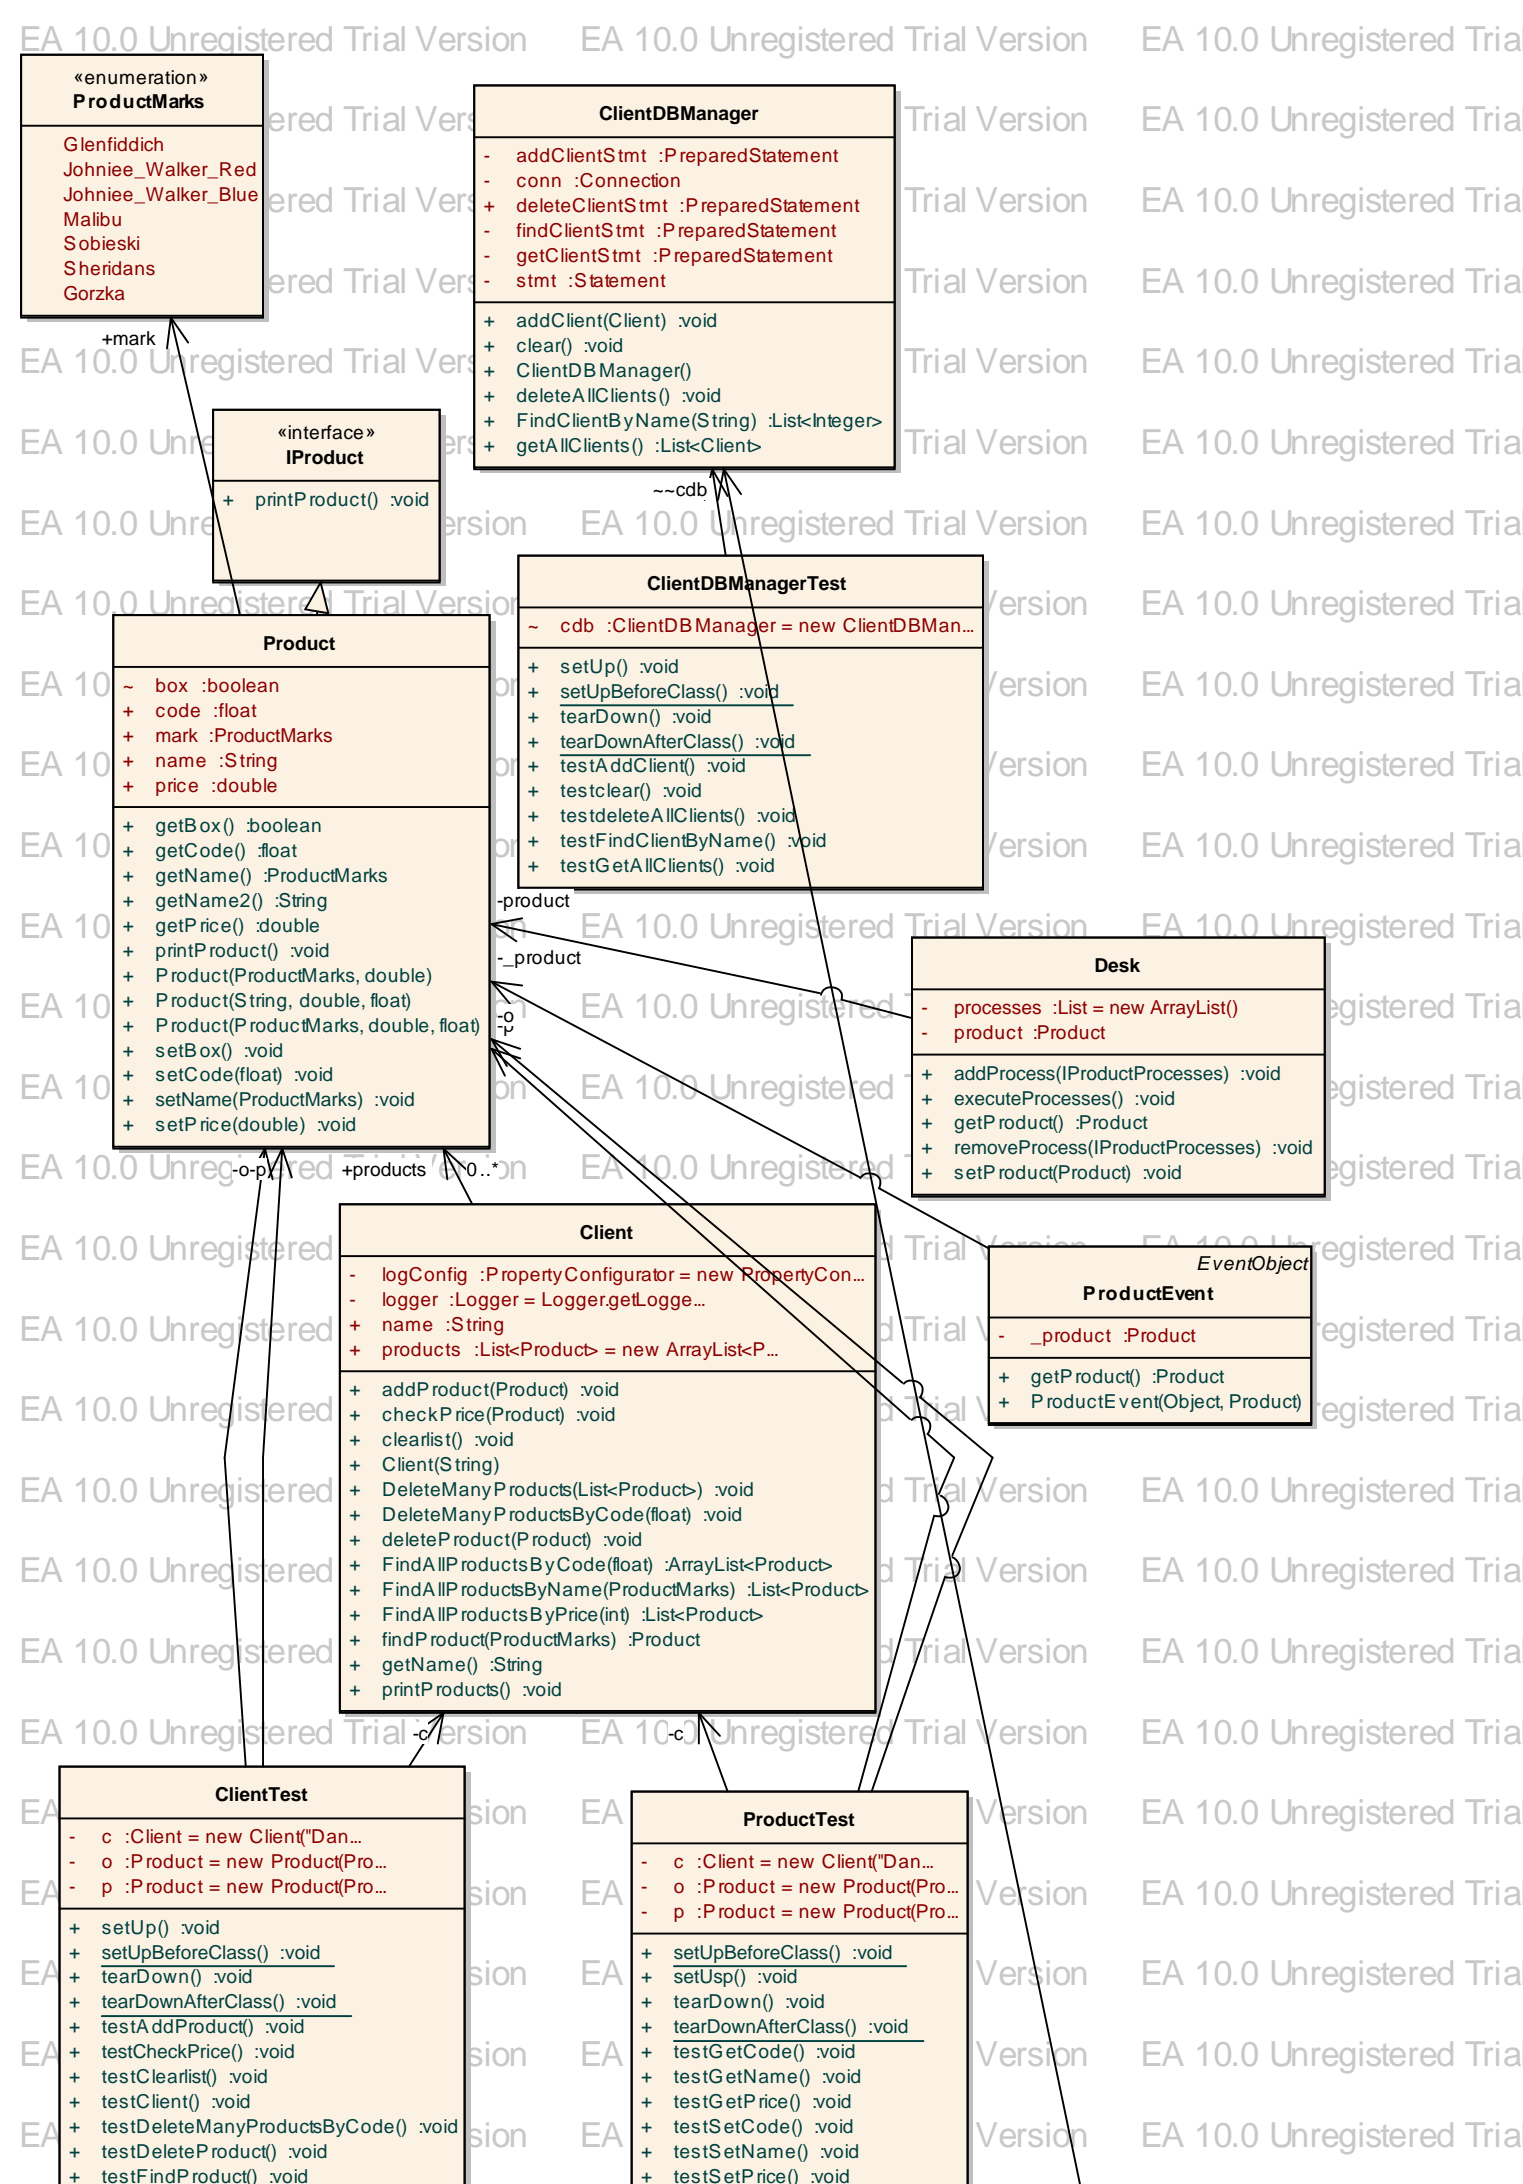 EA 10.0 Unregistered Trial Version EA 10.0 Unregistered Trial Version EA 10.0 Unregistered Trial
«enumeration»
ProductMarks
Glenfiddich
Johniee_Walker_Red
Johniee_Walker_Blue
Malibu
Sobieski
Sheridans
Gorzka
+mark
ClientDBManager
- addClientStmt :PreparedStatement
- conn :Connection
+ deleteClientStmt :PreparedStatement
- findClientStmt :PreparedStatement
- getClientStmt :PreparedStatement
- stmt :Statement
+ addClient(Client) :void
+ clear() :void
+ ClientDBManager()
+ deleteAllClients() :void
+ FindClientByName(String) :List<Integer>
+ getAllClients() :List<Client>
~~cdb
«interface»
IProduct
+ printProduct() :void
ClientDBManagerTest
~ cdb :ClientDBManager = new ClientDBMan...
+ setUp() :void
+ setUpBeforeClass() :void
+ tearDown() :void
+ tearDownAfterClass() :void
+ testAddClient() :void
+ testclear() :void
+ testdeleteAllClients() :void
+ testFindClientByName() :void
+ testGetAllClients() :void
Product
~ box :boolean
+ code :float
+ mark :ProductMarks
+ name :String
+ price :double
+ getBox() :boolean
+ getCode() :float
+ getName() :ProductMarks
+ getName2() :String
+ getPrice() :double
+ printProduct() :void
+ Product(ProductMarks, double)
+ Product(String, double, float)
+ Product(ProductMarks, double, float)
+ setBox() :void
+ setCode(float) :void
+ setName(ProductMarks) :void
+ setPrice(double) :void
-product
-_product
-o
-p
-o-p
+products 0..*
Desk
- processes :List = new ArrayList()
- product :Product
+ addProcess(IProductProcesses) :void
+ executeProcesses() :void
+ getProduct() :Product
+ removeProcess(IProductProcesses) :void
+ setProduct(Product) :void
Client
- logConfig :PropertyConfigurator = new PropertyCon...
- logger :Logger = Logger.getLogge...
+ name :String
+ products :List<Product> = new ArrayList<P...
+ addProduct(Product) :void
+ checkPrice(Product) :void
+ clearlist() :void
+ Client(String)
+ DeleteManyProducts(List<Product>) :void
+ DeleteManyProductsByCode(float) :void
+ deleteProduct(Product) :void
+ FindAllProductsByCode(float) :ArrayList<Product>
+ FindAllProductsByName(ProductMarks) :List<Product>
+ FindAllProductsByPrice(int) :List<Product>
+ findProduct(ProductMarks) :Product
+ getName() :String
+ printProducts() :void
EventObject
ProductEvent
- _product :Product
+ getProduct() :Product
+ ProductEvent(Object, Product)
-c
-c
ClientTest
- c :Client = new Client("Dan...
- o :Product = new Product(Pro...
- p :Product = new Product(Pro...
+ setUp() :void
+ setUpBeforeClass() :void
+ tearDown() :void
+ tearDownAfterClass() :void
+ testAddProduct() :void
+ testCheckPrice() :void
+ testClearlist() :void
+ testClient() :void
+ testDeleteManyProductsByCode() :void
+ testDeleteProduct() :void
+ testFindProduct() :void
ProductTest
- c :Client = new Client("Dan...
- o :Product = new Product(Pro...
- p :Product = new Product(Pro...
+ setUpBeforeClass() :void
+ setUsp() :void
+ tearDown() :void
+ tearDownAfterClass() :void
+ testGetCode() :void
+ testGetName() :void
+ testGetPrice() :void
+ testSetCode() :void
+ testSetName() :void
+ testSetPrice() :void